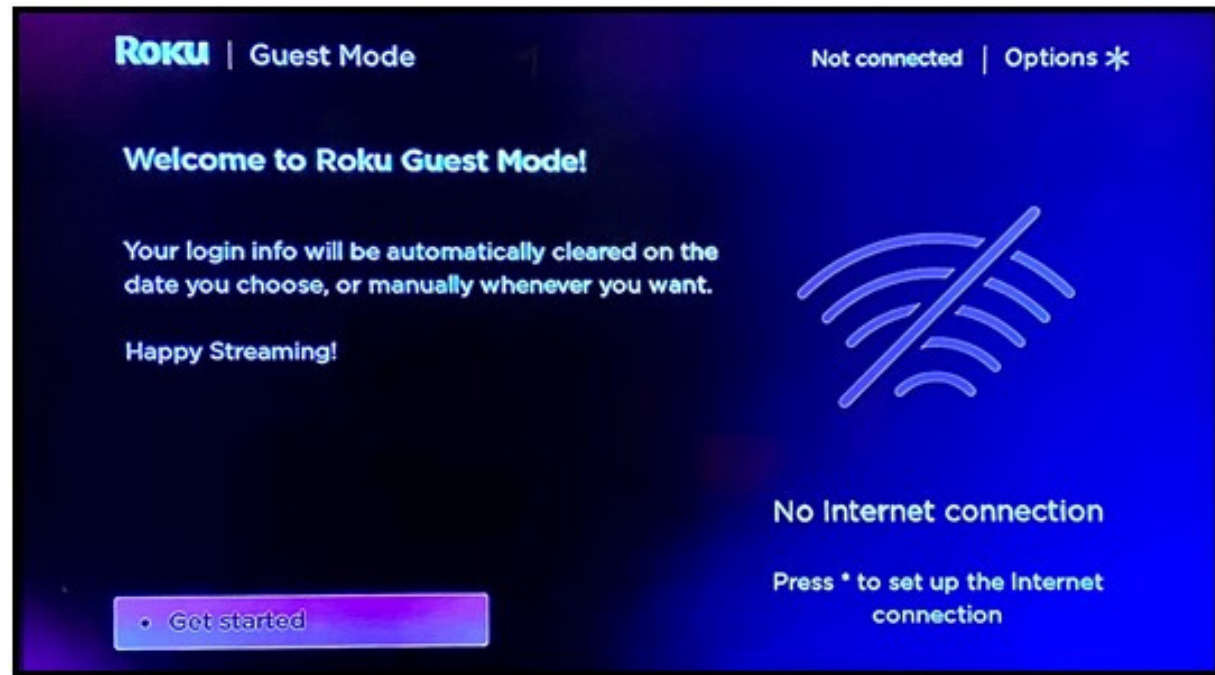 ROKU | Guest Mode
Not connected | Options *
Welcome to Roku Guest Mode!
Your login info will be automatically cleared on the
date you choose, or manually whenever you want.
Happy Streaming!
No Internet connection
Press * to set up the Internet
connection
Get started